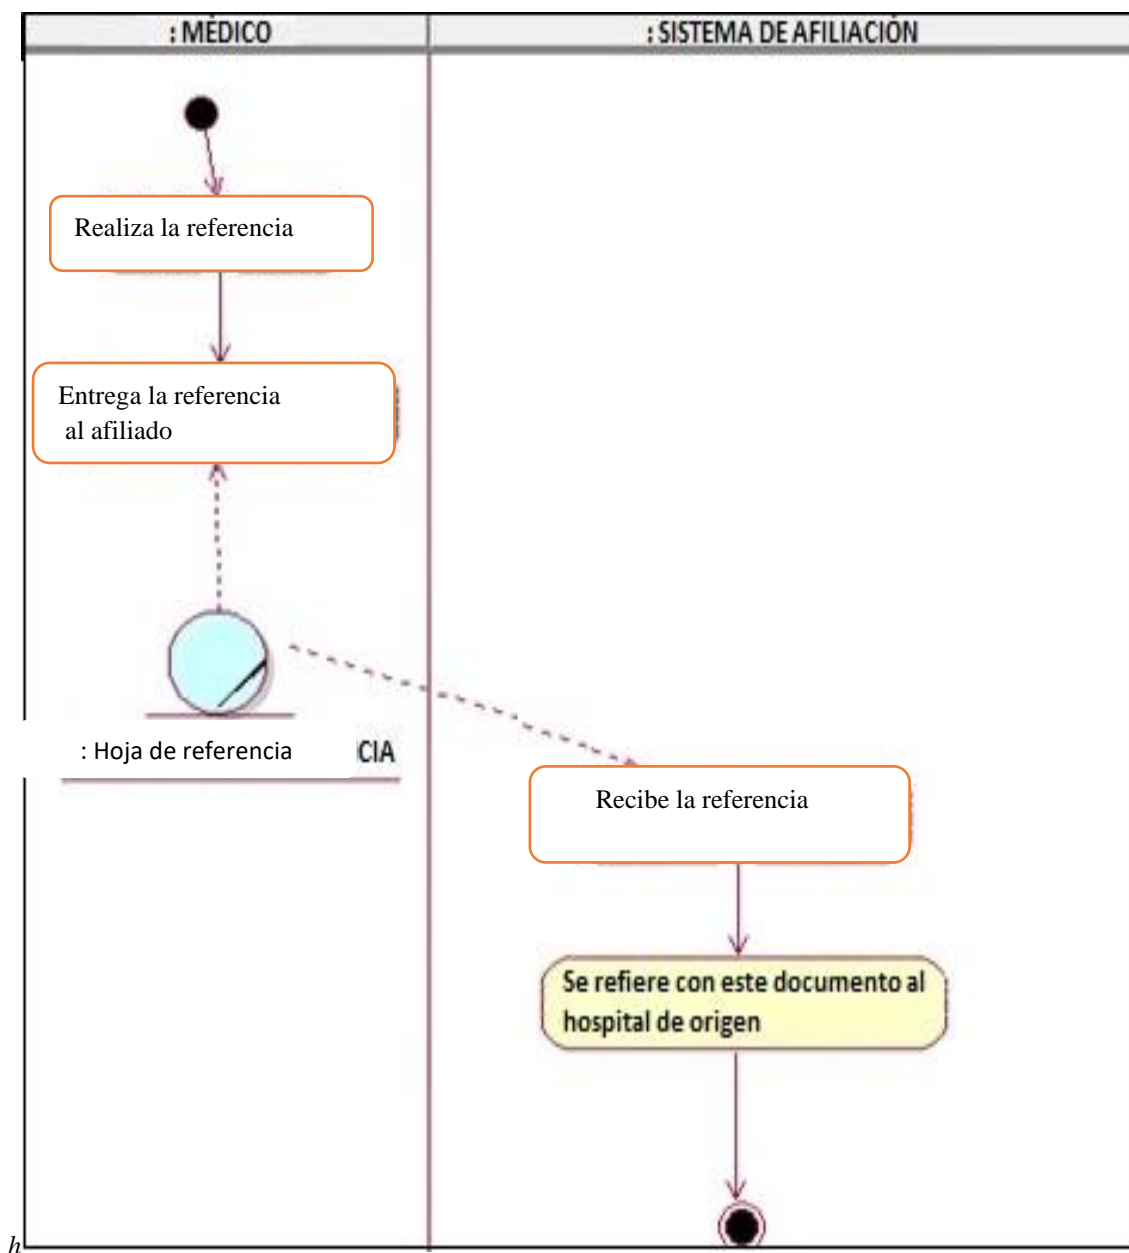 : MÉDICO
: SISTEMA DE AFILIACIÓN
Realiza la referencia
Entrega la referencia
al afiliado
: Hoja de referencia CIA
Recibe la referencia
Se refiere con este documento al
hospital de origen
h